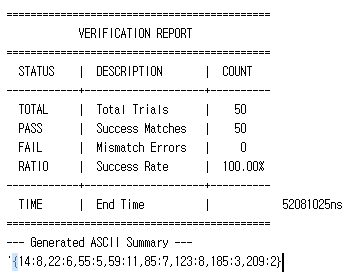 ============================================
VERIFICATION REPORT
============================================
STATUS | DESCRIPTION | COUNT
------------+--------------------+----------
TOTAL | Total Trials | 50
PASS | Success Matches | 50
FAIL | Mismatch Errors | 0
RATIO | Success Rate | 100.00%
------------+--------------------+----------
TIME | End Time | 52081025ns
============================================
--- Generated ASCII Summary ---
`{14:8,22:6,55:5,59:11,85:7,123:8,185:3,209:2}